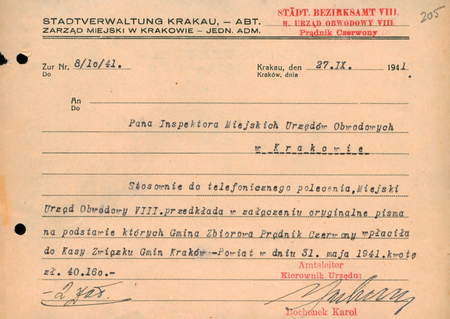 205
STADTVERWALTUNG KRAKAU, — ABT.
ZARZĄD MIEJSKI W KRAKOWIE — JEDN. ADM.
STÄDT. BEZIRKSAMT VIII.
M. URZĄD OBWODOWY VIII
Prądnik Czerwony
Zur Nr. 8/10/41.
Do
Krakau, den 27.IX. 1941
Kraków, dnia
An
Do
Pana Inspektora Miejskich Urzędów Obwodowych
w Krakowie
Stosownie do telefonicznego polecenia, Miejski
Urząd Obwodowy VIII. przedkłada w załączeniu oryginalne pisma
na podstawie których Gmina Zbiorowa Prądnik Czerwony wpłaciła
do Kasy Związku Gmin Kraków-Powiat w dniu 31. maja 1941. kwotę
zł. 40.160.—
Amtsleiter
Kierownik Urzędu:
- 2 zał.
Bochenek Karol